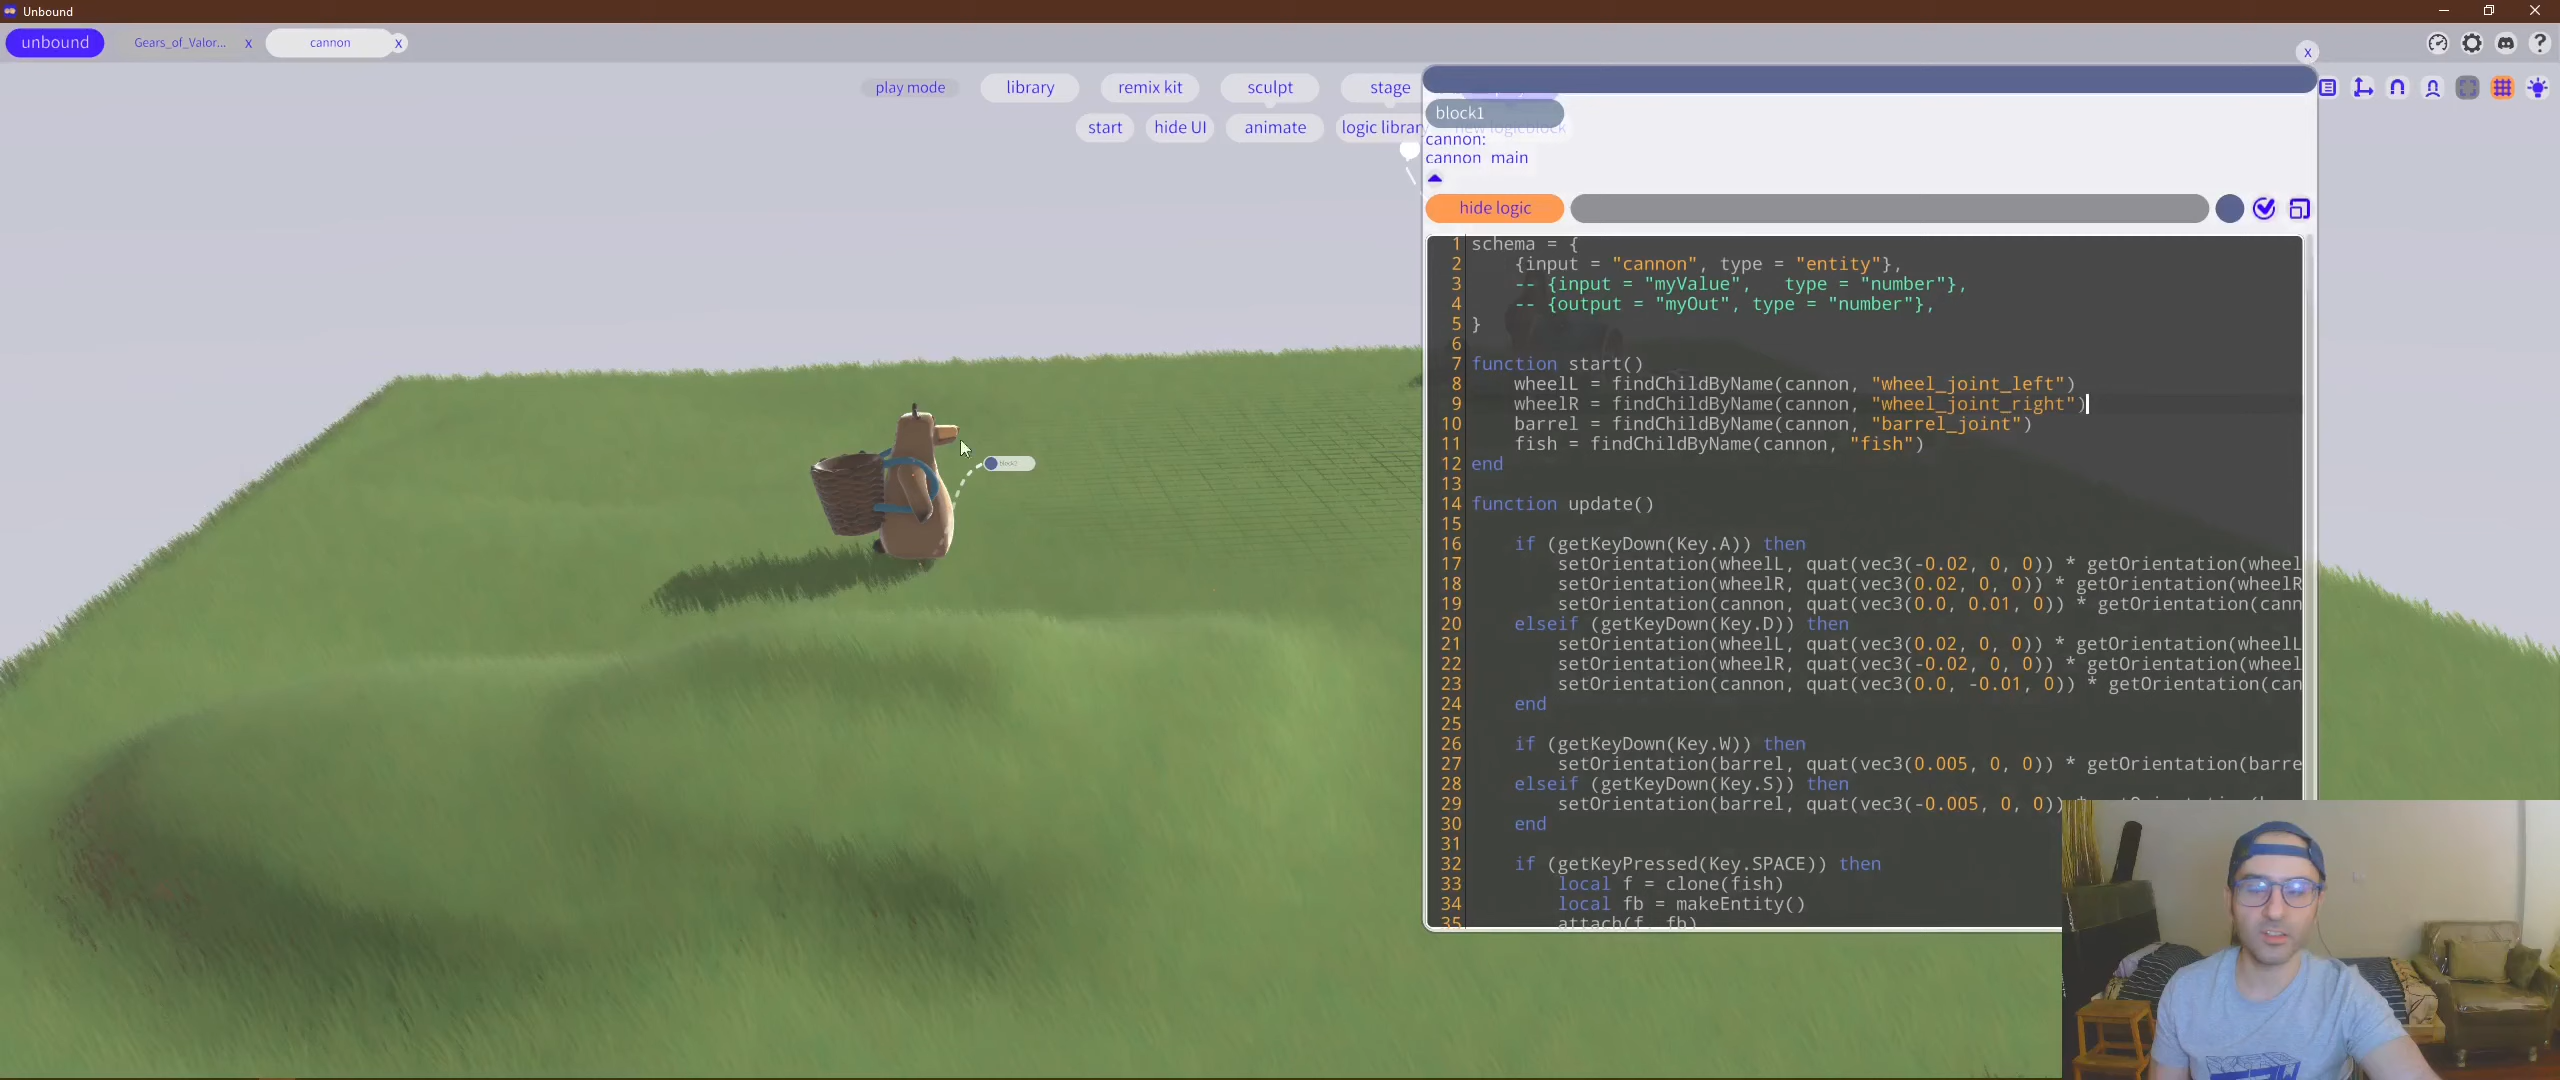 Unbound
unbound
Gears_of_Valor...
x
cannon
x
play mode
library
remix kit
sculpt
stage
start
hide UI
animate
logic library
new logicblock
x
block1
cannon:
cannon_main
hide logic
1 schema = {
2 {input = "cannon", type = "entity"},
3 -- {input = "myValue",   type = "number"},
4 -- {output = "myOut", type = "number"},
5 }
6
7 function start()
8 wheelL = findChildByName(cannon, "wheel_joint_left")
9 wheelR = findChildByName(cannon, "wheel_joint_right")
10 barrel = findChildByName(cannon, "barrel_joint")
11 fish = findChildByName(cannon, "fish")
12 end
13
14 function update()
15
16 if (getKeyDown(Key.A)) then
17 setOrientation(wheelL, quat(vec3(-0.02, 0, 0)) * getOrientation(wheel
18 setOrientation(wheelR, quat(vec3(0.02, 0, 0)) * getOrientation(wheelR
19 setOrientation(cannon, quat(vec3(0.0, 0.01, 0)) * getOrientation(cann
20 elseif (getKeyDown(Key.D)) then
21 setOrientation(wheelL, quat(vec3(0.02, 0, 0)) * getOrientation(wheelL
22 setOrientation(wheelR, quat(vec3(-0.02, 0, 0)) * getOrientation(wheel
23 setOrientation(cannon, quat(vec3(0.0, -0.01, 0)) * getOrientation(can
24 end
25
26 if (getKeyDown(Key.W)) then
27 setOrientation(barrel, quat(vec3(0.005, 0, 0)) * getOrientation(barre
28 elseif (getKeyDown(Key.S)) then
29 setOrientation(barrel, quat(vec3(-0.005, 0, 0))
30 end
31
32 if (getKeyPressed(Key.SPACE)) then
33 local f = clone(fish)
34 local fb = makeEntity()
35 attach(f, fb)